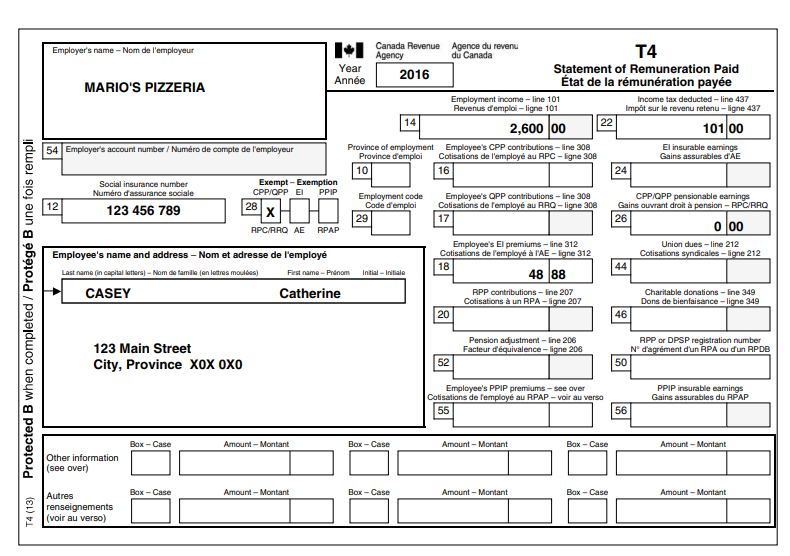 Employer's name – Nom de l'employeur
MARIO'S PIZZERIA
Canada Revenue Agency
Agence du revenu du Canada
Year
Année
2016
T4
Statement of Remuneration Paid
État de la rémunération payée
Employment income – line 101
Revenus d'emploi – ligne 101
14 2,600 00
Income tax deducted – line 437
Impôt sur le revenu retenu – ligne 437
22 101 00
54 Employer's account number / Numéro de compte de l'employeur
Province of employment
Province d'emploi
10
Employee's CPP contributions – line 308
Cotisations de l'employé au RPC – ligne 308
16
EI insurable earnings
Gains assurables d'AE
24
Social insurance number
Numéro d'assurance sociale
12 123 456 789
Exempt – Exemption
CPP/QPP EI PPIP
28 X
RPC/RRQ AE RPAP
Employment code
Code d'emploi
29
Employee's QPP contributions – line 308
Cotisations de l'employé au RRQ – ligne 308
17
CPP/QPP pensionable earnings
Gains ouvrant droit à pension – RPC/RRQ
26 0 00
Employee's name and address – Nom et adresse de l'employé
Last name (in capital letters) – Nom de famille (en lettres moulées) First name – Prénom Initial – Initiale
CASEY Catherine
123 Main Street
City, Province X0X 0X0
Employee's EI premiums – line 312
Cotisations de l'employé à l'AE – ligne 312
18 48 88
Union dues – line 212
Cotisations syndicales – ligne 212
44
RPP contributions – line 207
Cotisations à un RPA – ligne 207
20
Charitable donations – line 349
Dons de bienfaisance – ligne 349
46
Pension adjustment – line 206
Facteur d'équivalence – ligne 206
52
RPP or DPSP registration number
N° d'agrément d'un RPA ou d'un RPDB
50
Employee's PPIP premiums – see over
Cotisations de l'employé au RPAP – voir au verso
55
PPIP insurable earnings
Gains assurables du RPAP
56
Box – Case Amount – Montant Box – Case Amount – Montant Box – Case Amount – Montant
Other information
(see over)
Box – Case Amount – Montant Box – Case Amount – Montant Box – Case Amount – Montant
Autres
renseignements
(voir au verso)
T4 (13)
Protected B when completed / Protégé B une fois rempli